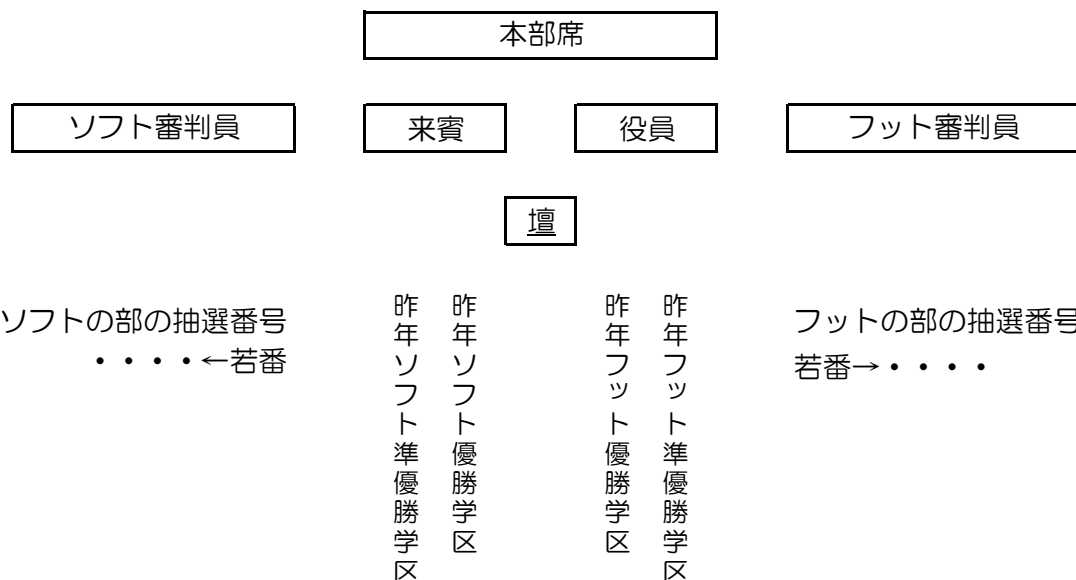 本部席
ソフト審判員
来賓
役員
フット審判員
壇
ソフトの部の抽選番号
・・・・←若番
昨年ソフト準優勝学区
昨年ソフト優勝学区
昨年フット優勝学区
昨年フット準優勝学区
フットの部の抽選番号
若番→・・・・